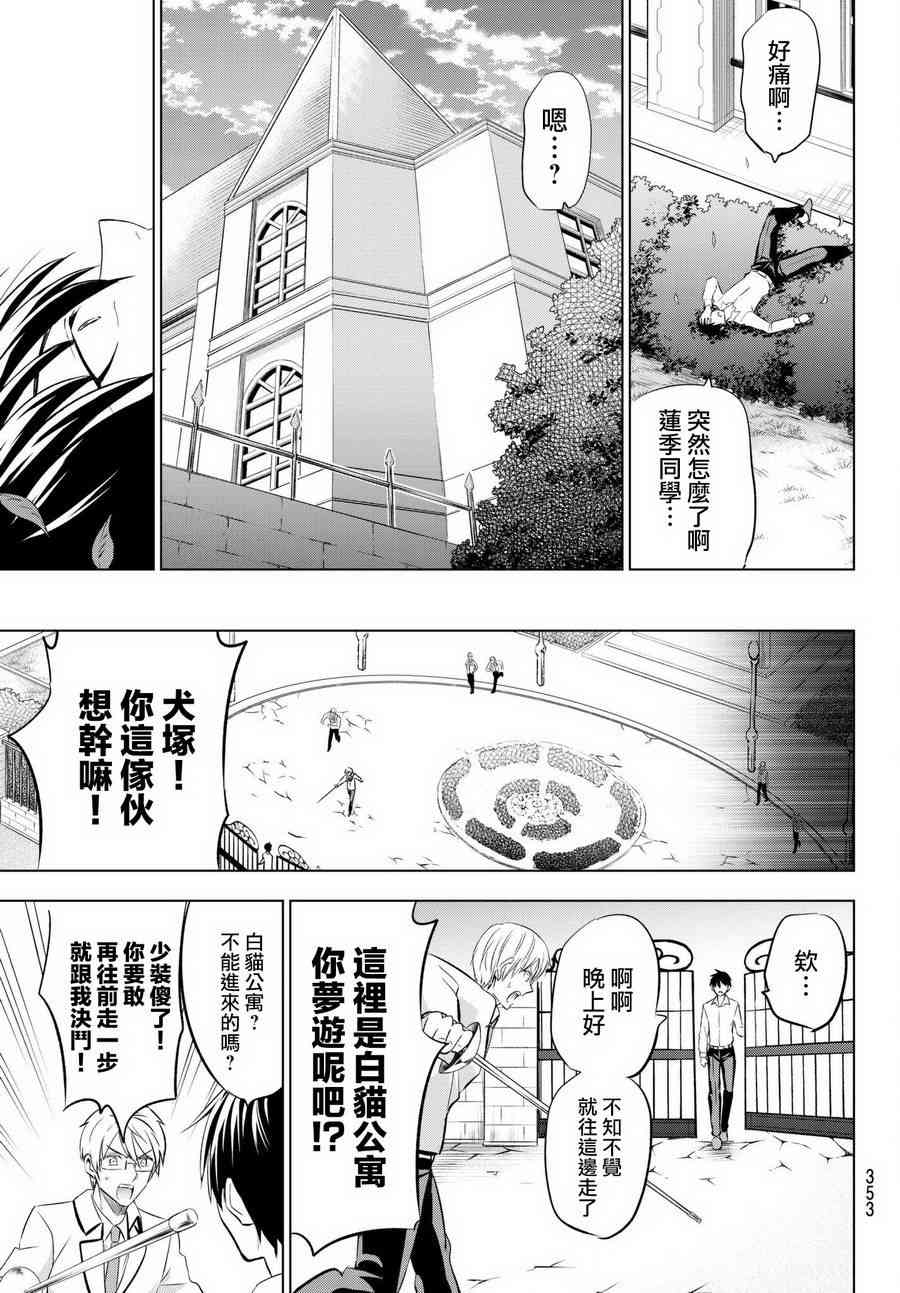 好痛啊…
突然怎麼了啊
蓮季同學…
嗯…？
犬塚！
你這傢伙
想幹嘛！
欸…
啊啊
晚上好
不知不覺
就往這邊走了
這裡是白貓公寓
你夢遊呢吧!?
白貓公寓？
不能進來的嗎？
少裝傻了！
你要敢
再往前走一步
就跟我決鬥！
353